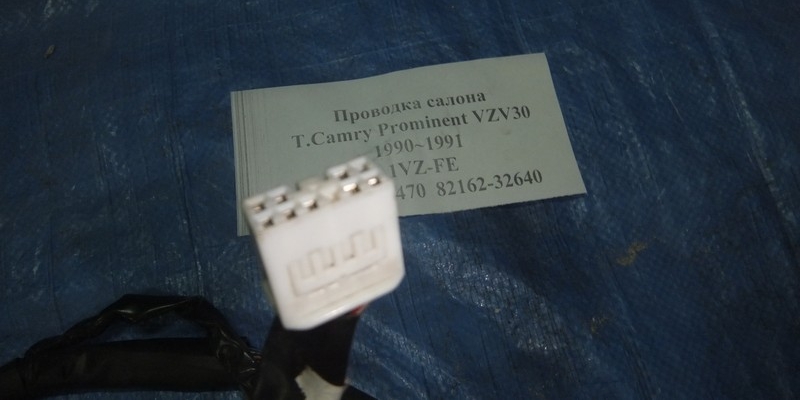 Проводка салона
T.Camry Prominent VZV30
1990~1991
1VZ-FE
470 82162-32640